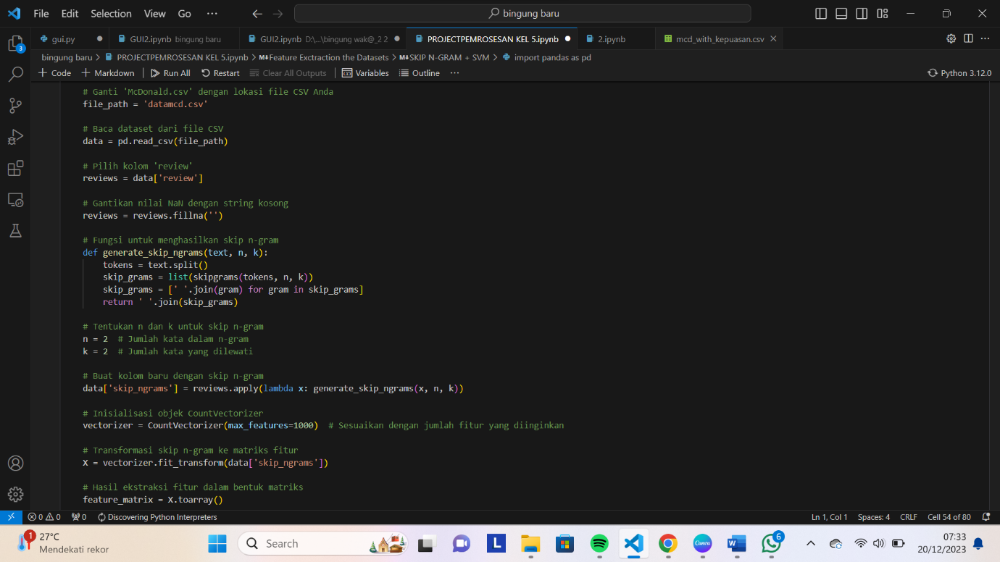 File Edit Selection View Go ··· bingung baru
gui.py GUI2.ipynb bingung baru GUI2.ipynb D:\...\bingung wak@_2 2 PROJECTPEMROSESAN KEL 5.ipynb 2.ipynb mcd_with_kepuasan.csv
bingung baru > PROJECTPEMROSESAN KEL 5.ipynb > M↓Feature Exctraction the Datasets > M↓SKIP N-GRAM + SVM > import pandas as pd
+ Code + Markdown Run All Restart Clear All Outputs Variables Outline ··· Python 3.12.0
# Ganti 'McDonald.csv' dengan lokasi file CSV Anda
file_path = 'datamcd.csv'
# Baca dataset dari file CSV
data = pd.read_csv(file_path)
# Pilih kolom 'review'
reviews = data['review']
# Gantikan nilai NaN dengan string kosong
reviews = reviews.fillna('')
# Fungsi untuk menghasilkan skip n-gram
def generate_skip_ngrams(text, n, k):
tokens = text.split()
skip_grams = list(skipgrams(tokens, n, k))
skip_grams = [' '.join(gram) for gram in skip_grams]
return ' '.join(skip_grams)
# Tentukan n dan k untuk skip n-gram
n = 2 # Jumlah kata dalam n-gram
k = 2 # Jumlah kata yang dilewati
# Buat kolom baru dengan skip n-gram
data['skip_ngrams'] = reviews.apply(lambda x: generate_skip_ngrams(x, n, k))
# Inisialisasi objek CountVectorizer
vectorizer = CountVectorizer(max_features=1000) # Sesuaikan dengan jumlah fitur yang diinginkan
# Transformasi skip n-gram ke matriks fitur
X = vectorizer.fit_transform(data['skip_ngrams'])
# Hasil ekstraksi fitur dalam bentuk matriks
feature_matrix = X.toarray()
3
0 0 0 Discovering Python Interpreters Ln 1, Col 1 Spaces: 4 CRLF Cell 54 of 80
1 27°C
Mendekati rekor
Search
L
Canva
W
6
07:33
20/12/2023